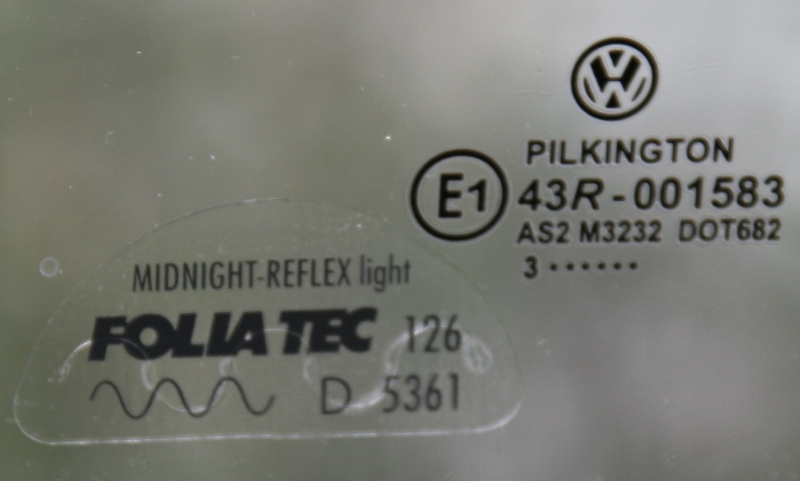 PILKINGTON
E1 43R-001583
AS2 M3232 DOT682
3 ······
MIDNIGHT-REFLEX light
FOLIATEC 126
D 5361